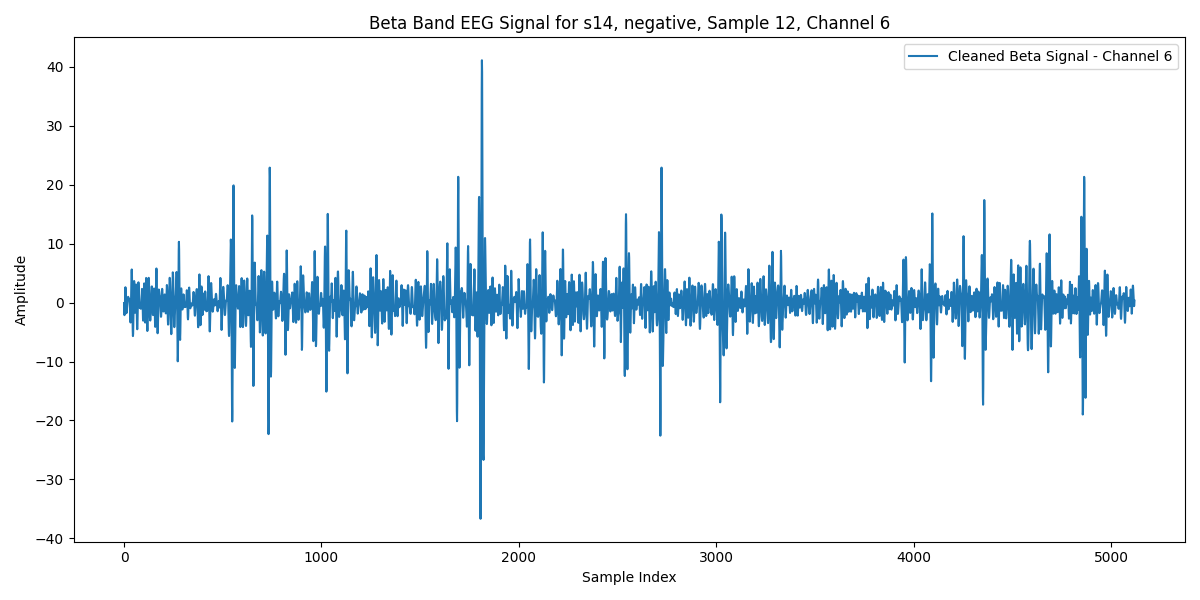 Beta Band EEG Signal for s14, negative, Sample 12, Channel 6
Cleaned Beta Signal - Channel 6
40
30
20
10
0
−10
−20
−30
−40
Amplitude
0 1000 2000 3000 4000 5000
Sample Index